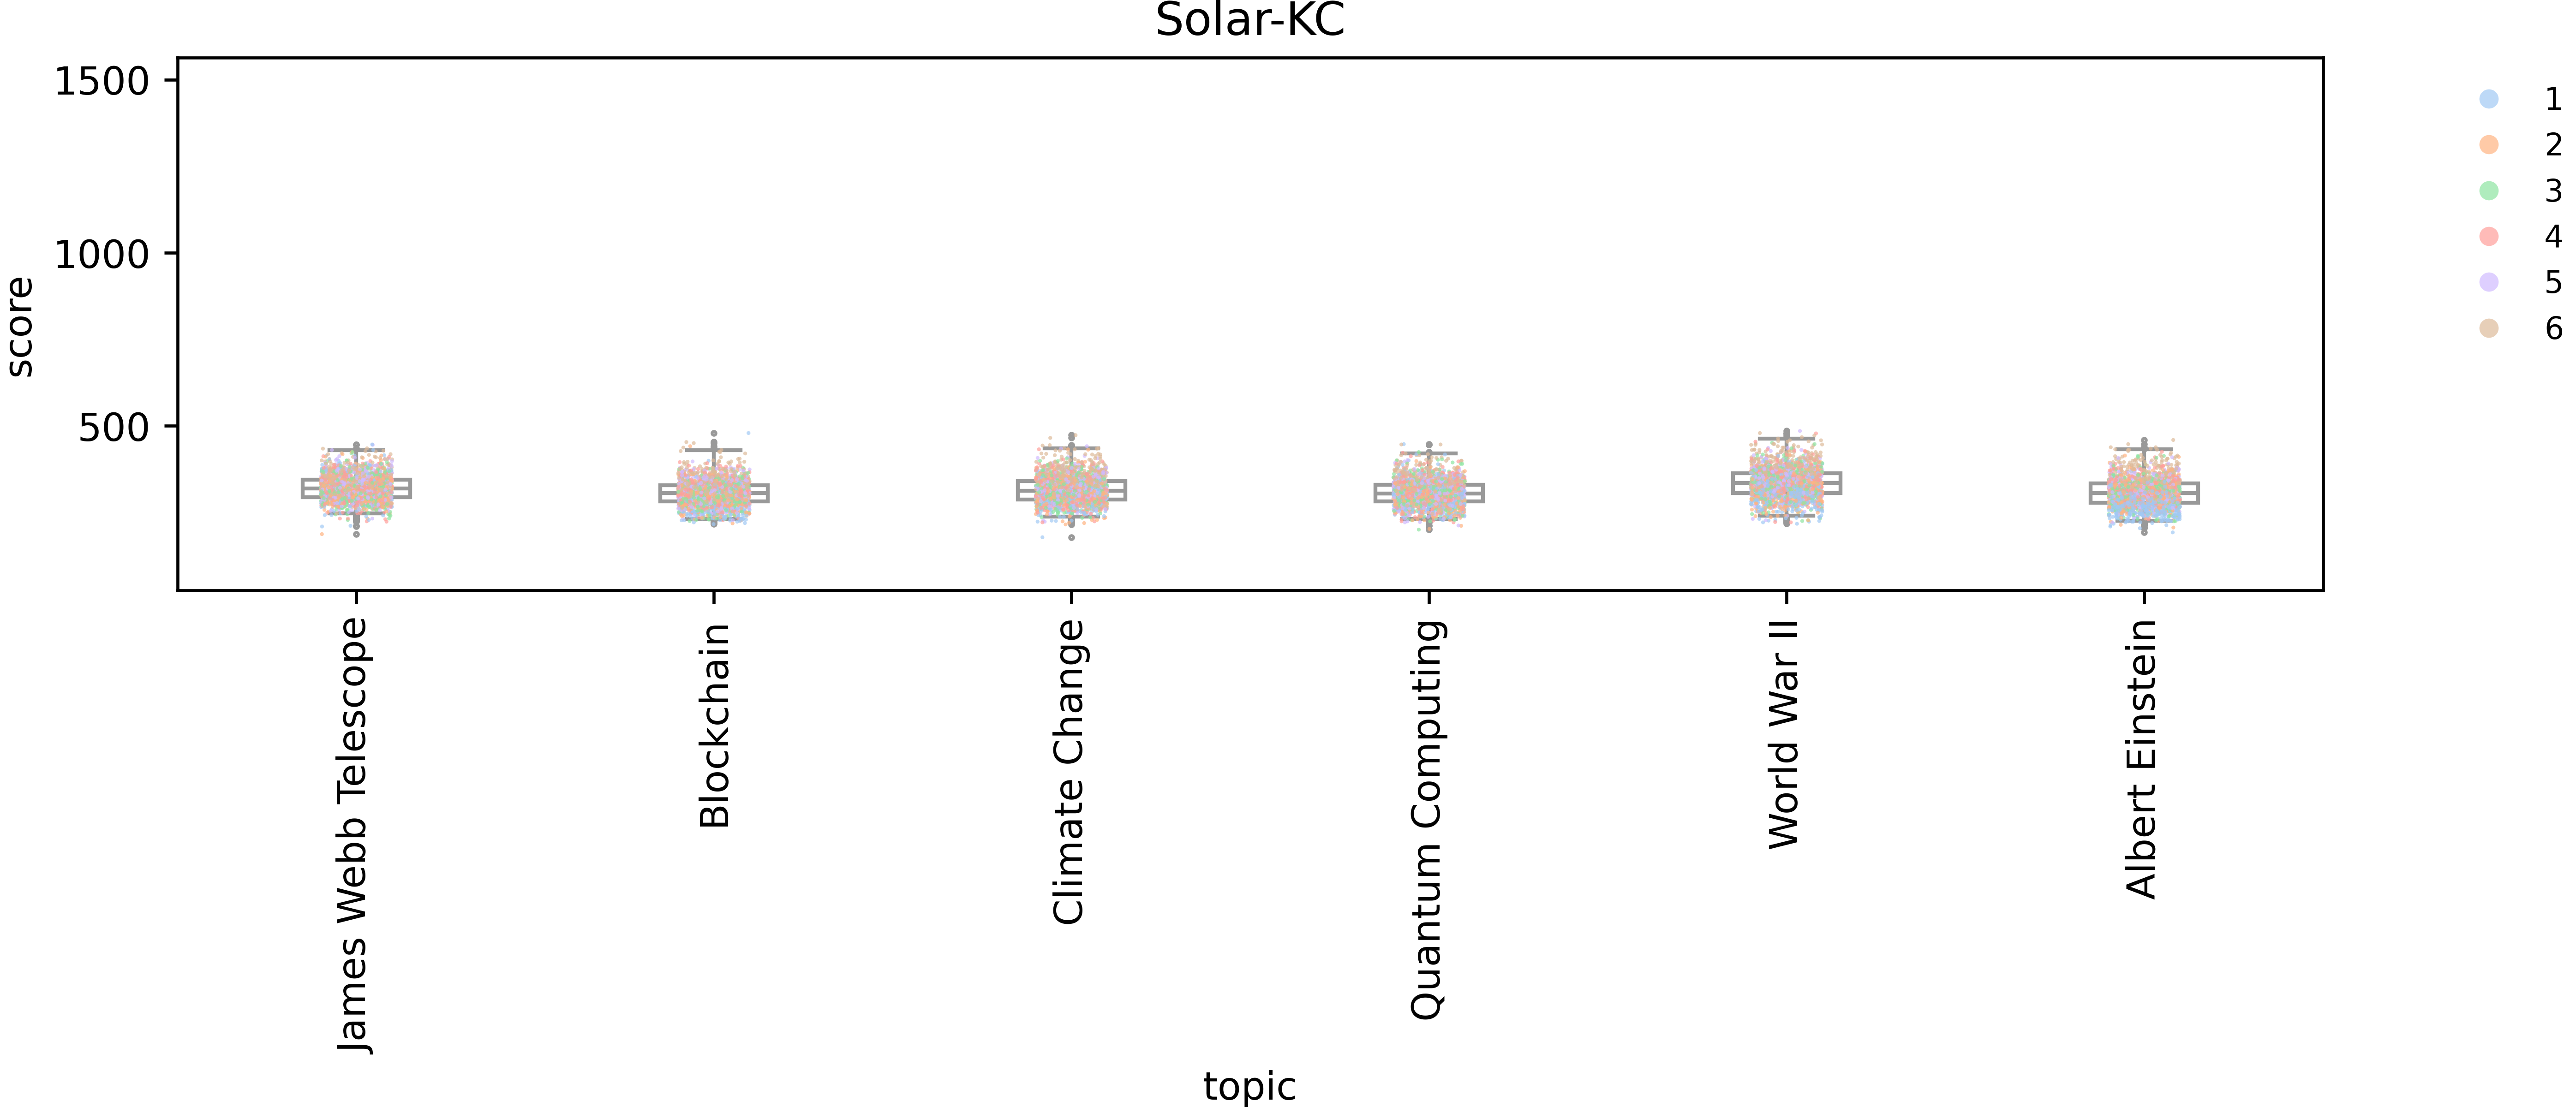 Solar-KC
score
1500
1000
500
1
2
3
4
5
6
James Webb Telescope
Blockchain
Climate Change
Quantum Computing
World War II
Albert Einstein
topic